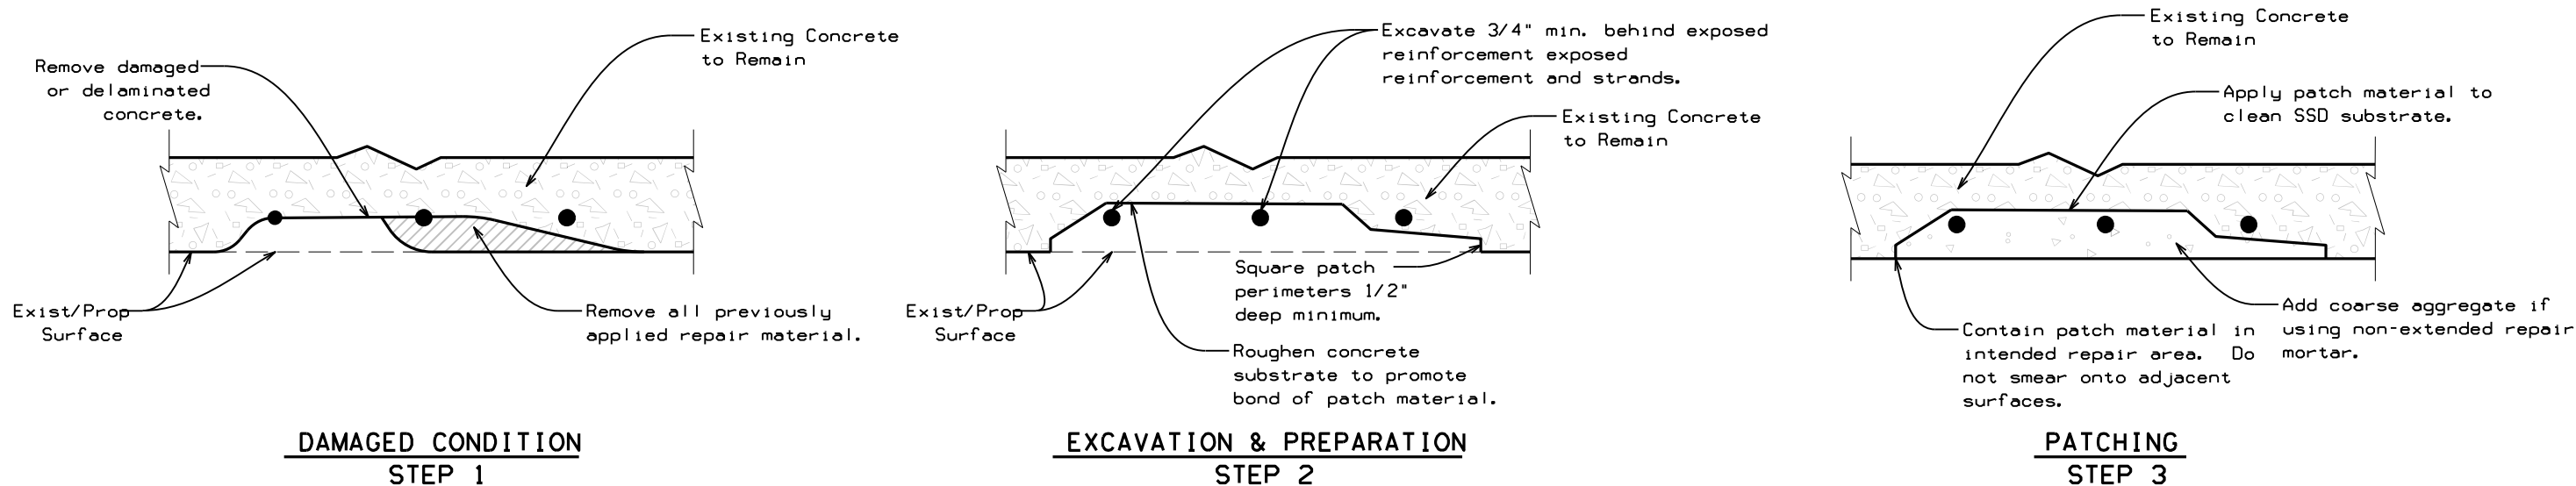 Existing Concrete
to Remain
Remove damaged
or delaminated
concrete.
Exist/Prop
Surface
Remove all previously
applied repair material.
DAMAGED CONDITION
STEP 1
Excavate 3/4" min. behind exposed
reinforcement exposed
reinforcement and strands.
Existing Concrete
to Remain
Square patch
perimeters 1/2"
deep minimum.
Exist/Prop
Surface
Roughen concrete
substrate to promote
bond of patch material.
EXCAVATION & PREPARATION
STEP 2
Existing Concrete
to Remain
Apply patch material to
clean SSD substrate.
Add coarse aggregate if
using non-extended repair
mortar.
Contain patch material in
intended repair area. Do
not smear onto adjacent
surfaces.
PATCHING
STEP 3